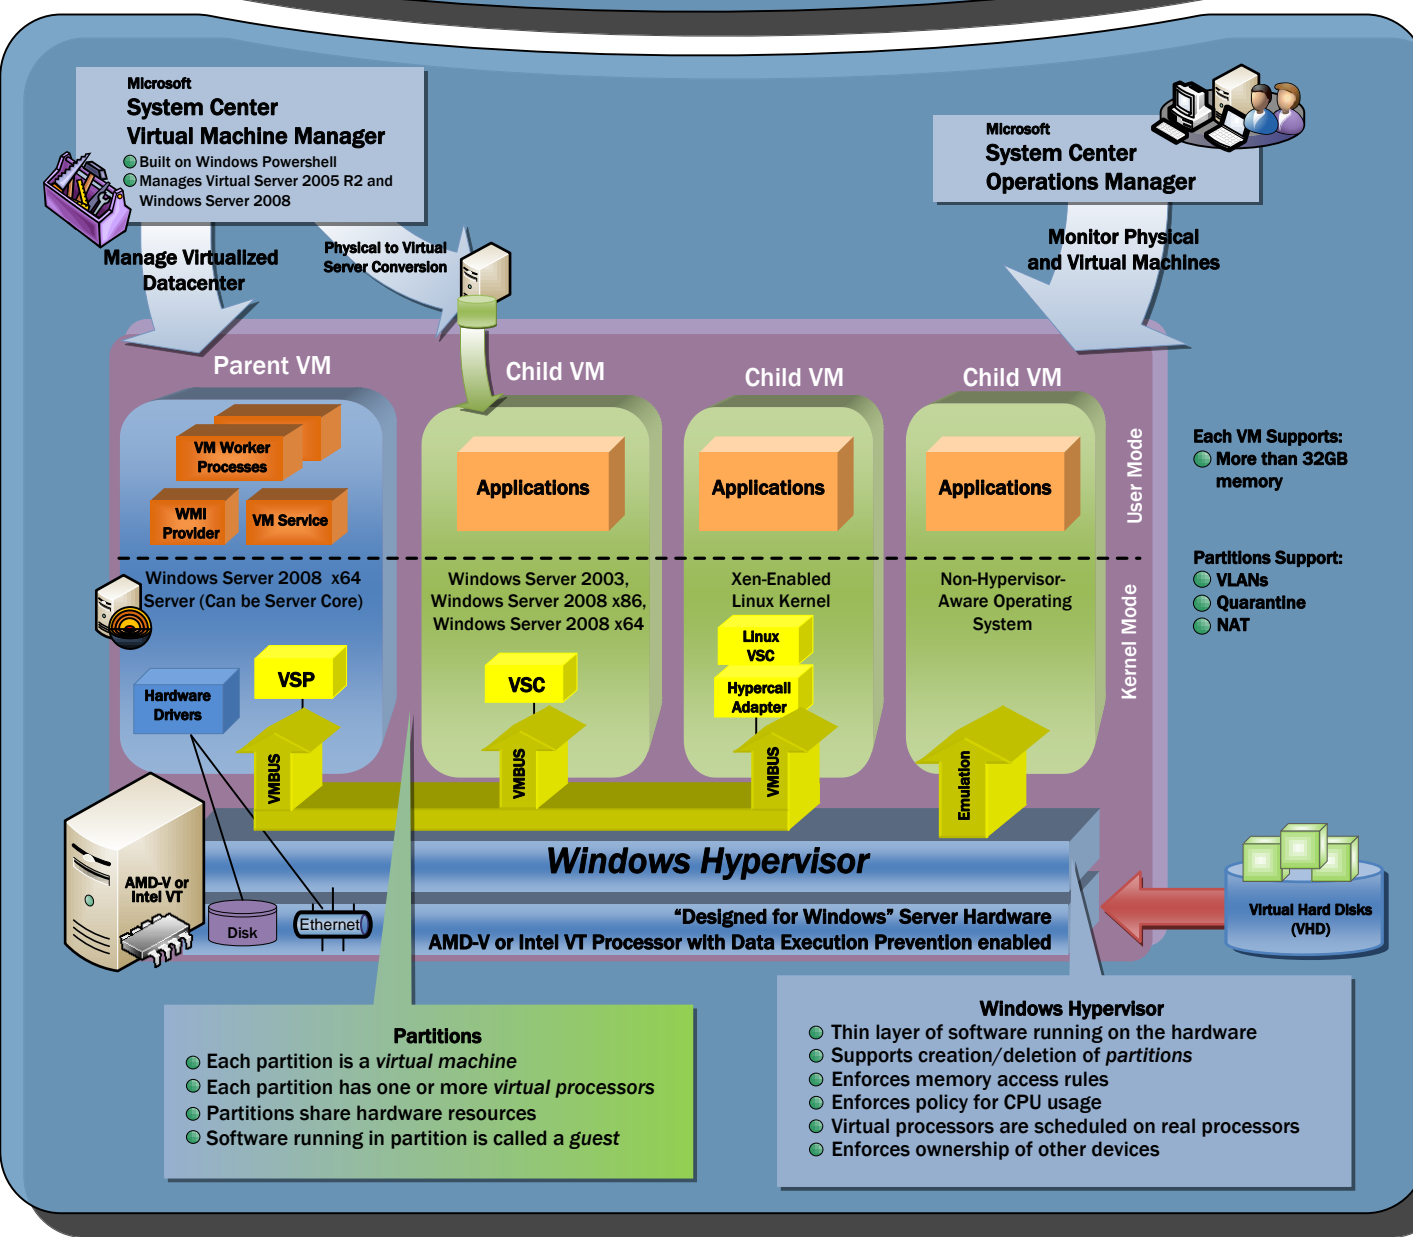 Microsoft
System Center
Virtual Machine Manager
Built on Windows Powershell
Manages Virtual Server 2005 R2 and
Windows Server 2008
Microsoft
System Center
Operations Manager
Manage Virtualized
Datacenter
Physical to Virtual
Server Conversion
Monitor Physical
and Virtual Machines
Parent VM
Child VM
Child VM
Child VM
VM Worker
Processes
WMI
Provider
VM Service
Applications
Applications
Applications
User Mode
Each VM Supports:
More than 32GB
memory
Windows Server 2008 x64
Server (Can be Server Core)
Windows Server 2003,
Windows Server 2008 x86,
Windows Server 2008 x64
Xen-Enabled
Linux Kernel
Non-Hypervisor-
Aware Operating
System
Kernel Mode
Partitions Support:
VLANs
Quarantine
NAT
Hardware
Drivers
VSP
VSC
Linux
VSC
Hypercall
Adapter
VMBUS
VMBUS
VMBUS
Emulation
Windows Hypervisor
AMD-V or
Intel VT
Disk
Ethernet
“Designed for Windows” Server Hardware
AMD-V or Intel VT Processor with Data Execution Prevention enabled
Virtual Hard Disks
(VHD)
Partitions
Each partition is a virtual machine
Each partition has one or more virtual processors
Partitions share hardware resources
Software running in partition is called a guest
Windows Hypervisor
Thin layer of software running on the hardware
Supports creation/deletion of partitions
Enforces memory access rules
Enforces policy for CPU usage
Virtual processors are scheduled on real processors
Enforces ownership of other devices